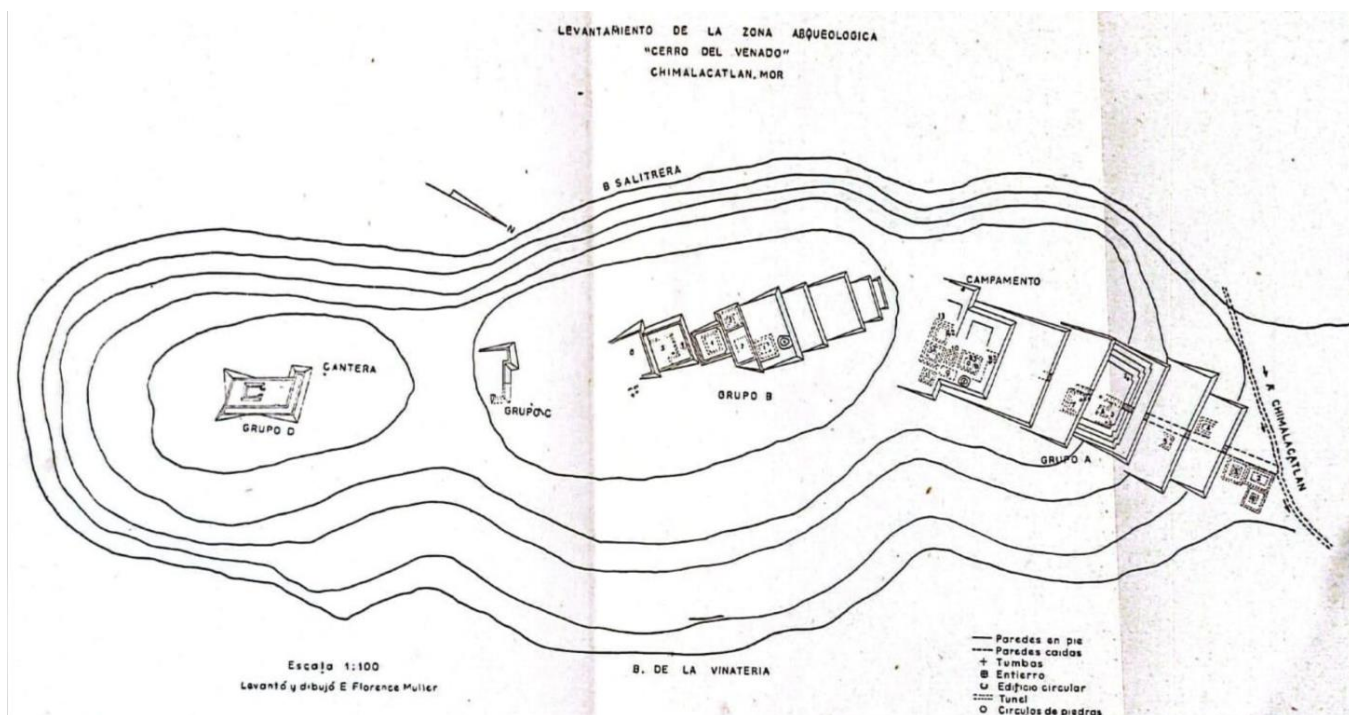 LEVANTAMIENTO DE LA ZONA ARQUEOLOGICA
"CERRO DEL VENADO"
CHIMALACATLAN, MOR
B SALITRERA
N
CAMPAMENTO
CANTERA
GRUPO D
GRUPO C
GRUPO B
GRUPO A
A CHIMALACATLAN
B. DE LA VINATERIA
Escala 1:100
Levantó y dibujó E Florence Muller
Paredes en pie
Paredes caidas
Tumbas
Entierro
Edificio circular
Tunel
Circulos de piedras